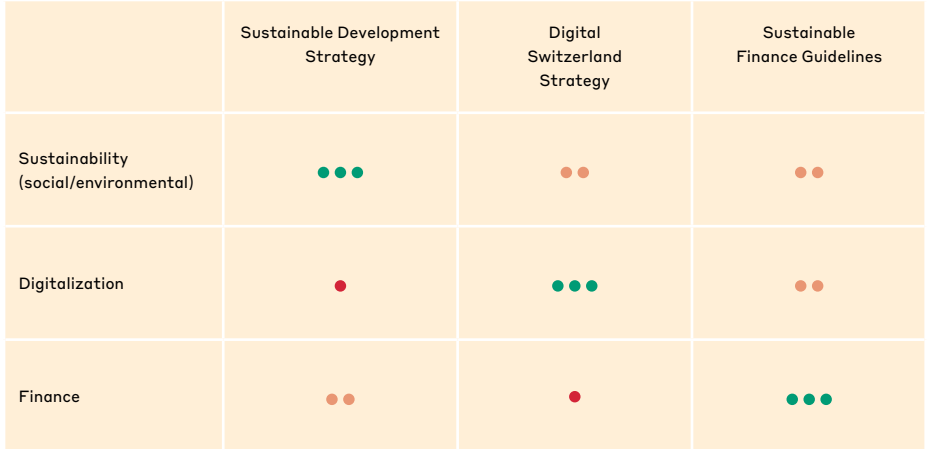 Sustainable Development
Strategy
Digital
Switzerland
Strategy
Sustainable
Finance Guidelines
Sustainability
(social/environmental)
Digitalization
Finance